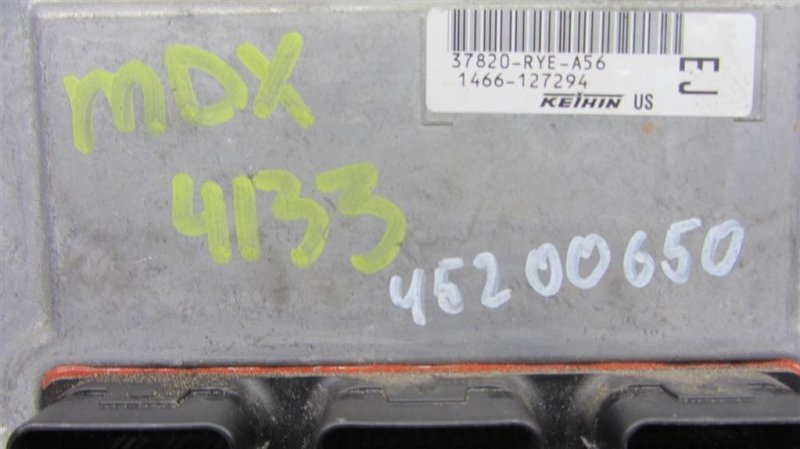 37820-RYE-A56
1466-127294
KEIHIN US
EJ
MDX
4133
45200650